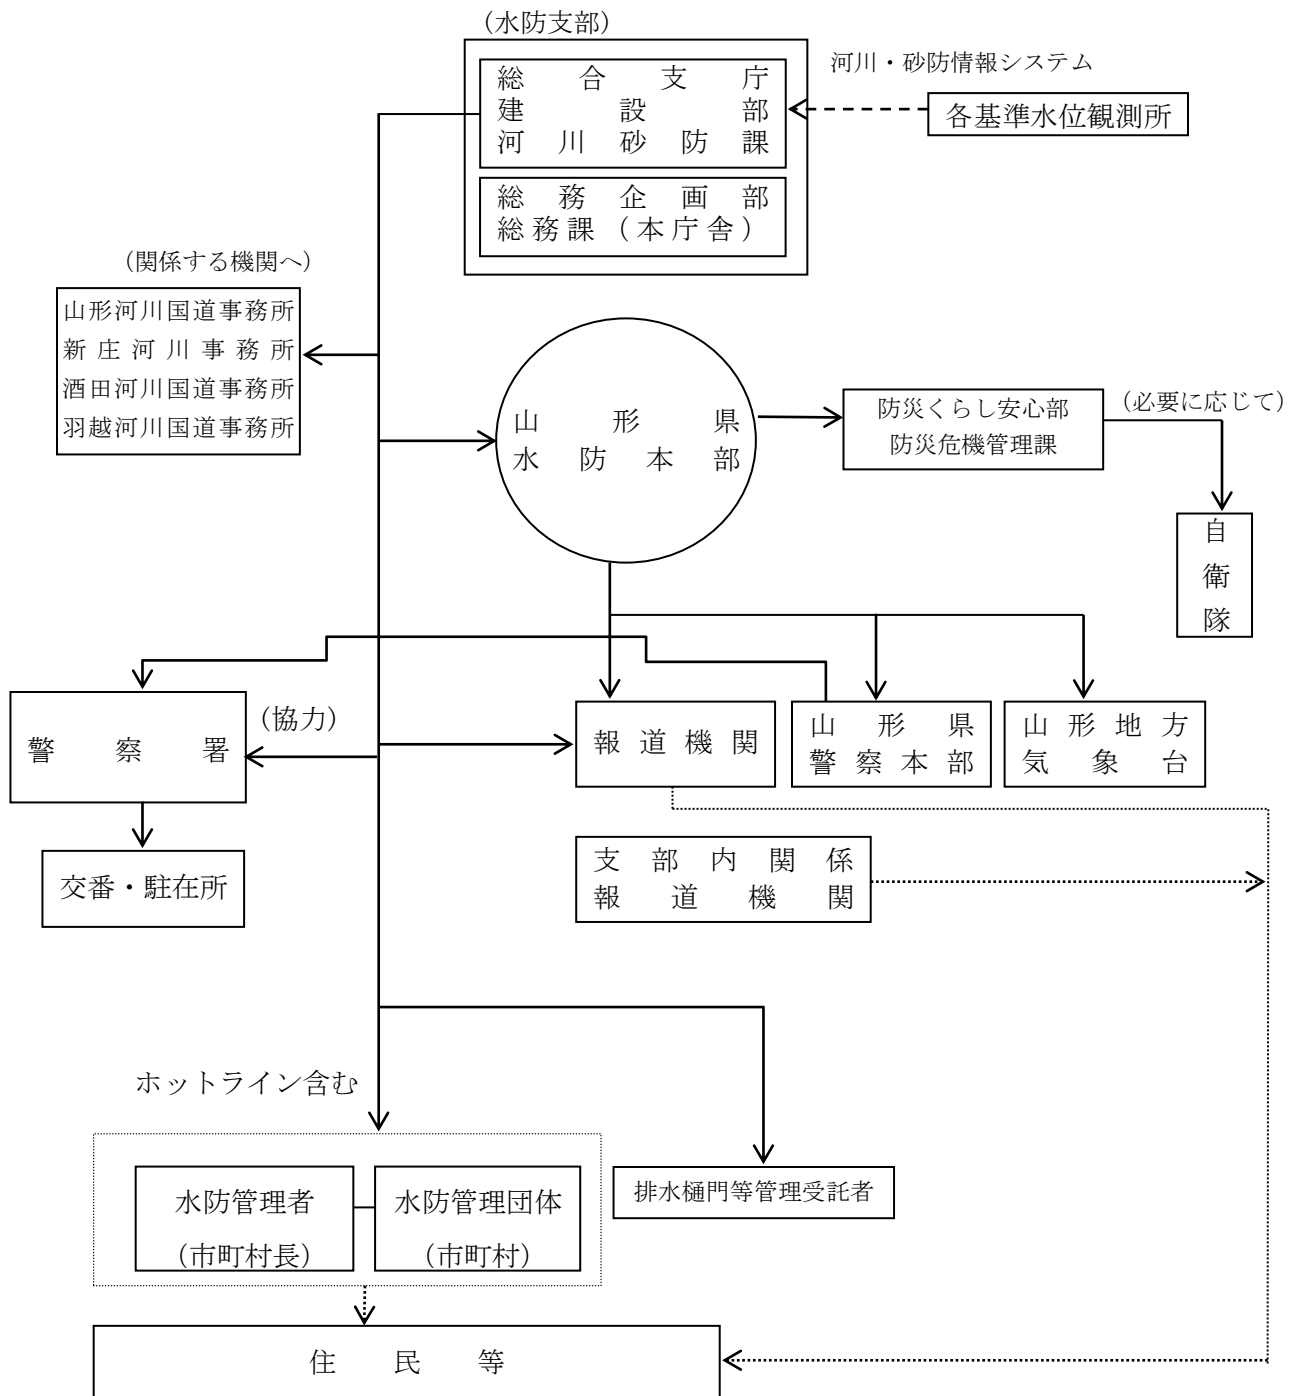 （水防支部）
総合支庁
建設部
河川砂防課
総務企画部
総務課（本庁舎）
河川・砂防情報システム
各基準水位観測所
（関係する機関へ）
山形河川国道事務所
新庄河川事務所
酒田河川国道事務所
羽越河川国道事務所
山形県
水防本部
防災くらし安心部
防災危機管理課
（必要に応じて）
自
衛
隊
警察署
（協力）
報道機関
山形県
警察本部
山形地方
気象台
交番・駐在所
支部内関係
報道機関
ホットライン含む
水防管理者
（市町村長）
水防管理団体
（市町村）
排水樋門等管理受託者
住民等